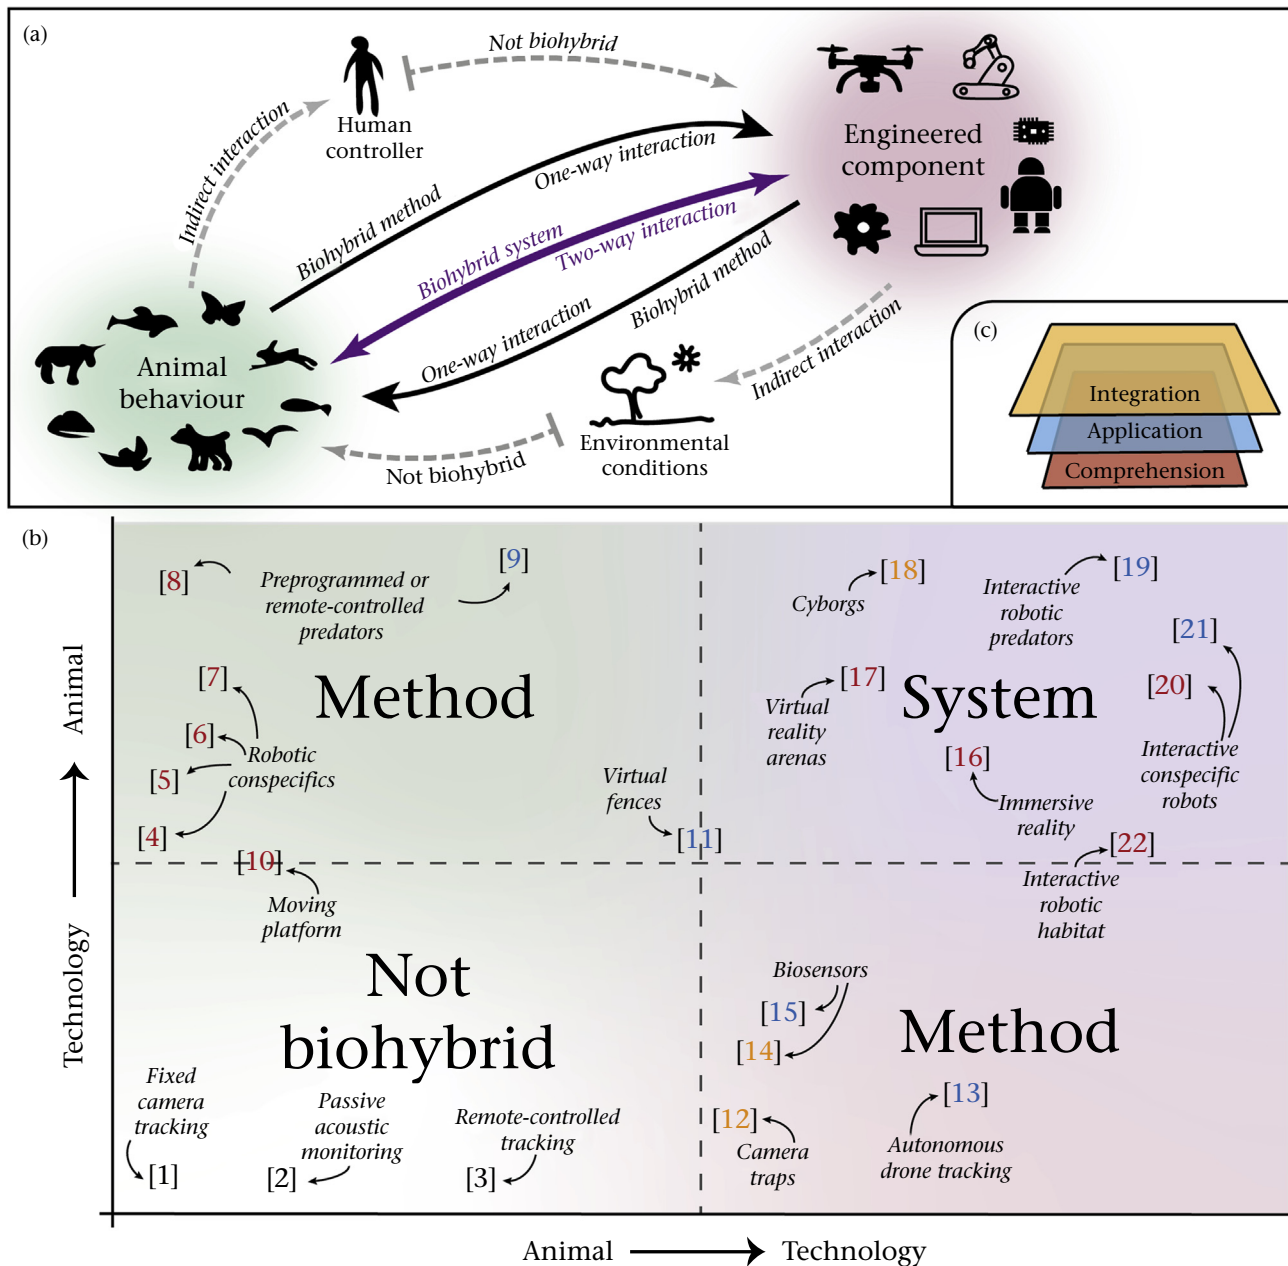 (a)
Not biohybrid
Human
controller
Indirect interaction
Biohybrid method
One-way interaction
Engineered
component
Biohybrid system
Two-way interaction
One-way interaction
Biohybrid method
Animal
behaviour
Indirect interaction
Not biohybrid
Environmental
conditions
(c)
Integration
Application
Comprehension
(b)
[8]
Preprogrammed or
remote-controlled
predators
[9]
[7]
Method
[6]
Robotic
conspecifics
[5]
[4]
Virtual
fences
[11]
[10]
Moving
platform
Cyborgs
[18]
Interactive
robotic
predators
[19]
[21]
[17]
System
[20]
Virtual
reality
arenas
[16]
Interactive
conspecific
robots
Immersive
reality
[22]
Interactive
robotic
habitat
Not
biohybrid
Fixed
camera
tracking
Passive
acoustic
monitoring
Remote-controlled
tracking
[1]
[2]
[3]
Biosensors
[15]
[14]
Method
[12]
[13]
Camera
traps
Autonomous
drone tracking
Technology
Animal
Animal
Technology